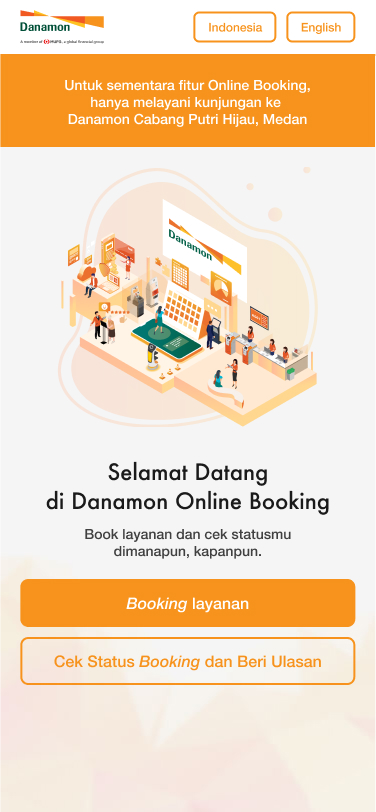 Danamon
A member of MUFG, a global financial group
Indonesia
English
Untuk sementara fitur Online Booking,
hanya melayani kunjungan ke
Danamon Cabang Putri Hijau, Medan
Danamon
Selamat Datang
di Danamon Online Booking
Book layanan dan cek statusmu
dimanapun, kapanpun.
Booking layanan
Cek Status Booking dan Beri Ulasan